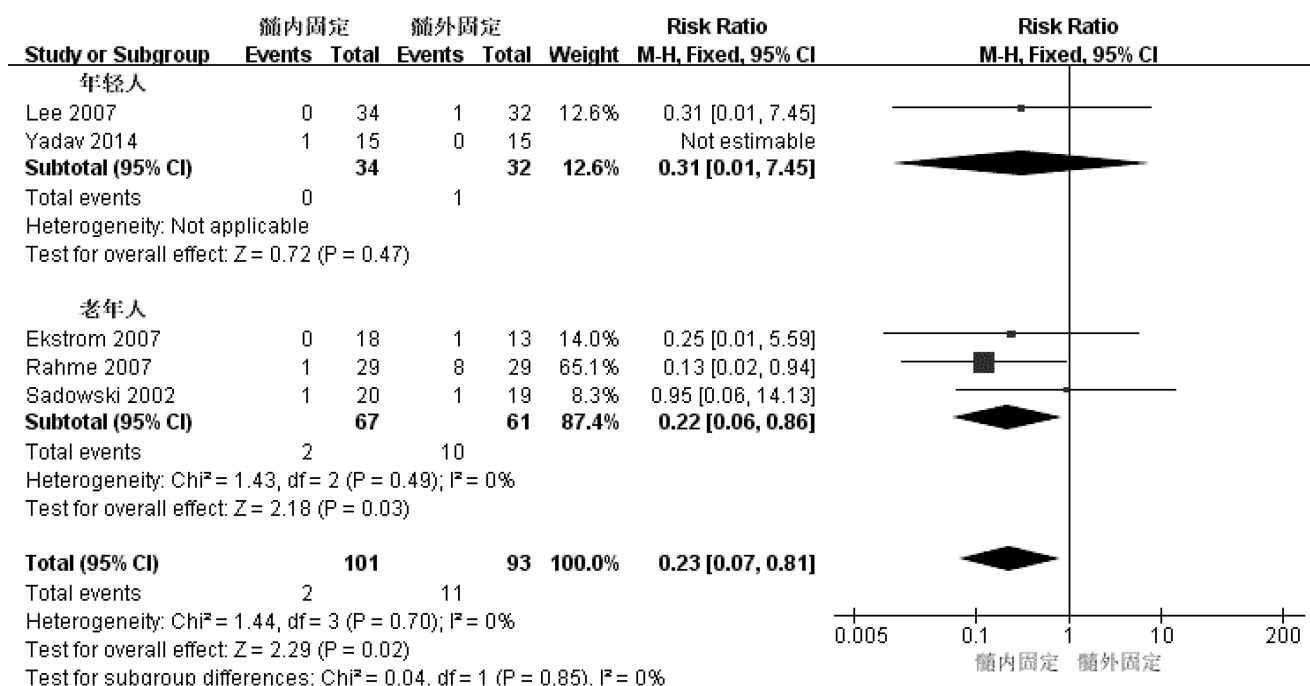 髓内固定 髓外固定 Risk Ratio Risk Ratio
Study or Subgroup Events Total Events Total Weight M-H, Fixed, 95% CI M-H, Fixed, 95% CI
年轻人
Lee 2007 0 34 1 32 12.6% 0.31 [0.01, 7.45]
Yadav 2014 1 15 0 15 Not estimable
Subtotal (95% CI) 34 32 12.6% 0.31 [0.01, 7.45]
Total events 0 1
Heterogeneity: Not applicable
Test for overall effect: Z = 0.72 (P = 0.47)
老年人
Ekstrom 2007 0 18 1 13 14.0% 0.25 [0.01, 5.59]
Rahme 2007 1 29 8 29 65.1% 0.13 [0.02, 0.94]
Sadowski 2002 1 20 1 19 8.3% 0.95 [0.06, 14.13]
Subtotal (95% CI) 67 61 87.4% 0.22 [0.06, 0.86]
Total events 2 10
Heterogeneity: Chi² = 1.43, df = 2 (P = 0.49); I² = 0%
Test for overall effect: Z = 2.18 (P = 0.03)
Total (95% CI) 101 93 100.0% 0.23 [0.07, 0.81]
Total events 2 11
Heterogeneity: Chi² = 1.44, df = 3 (P = 0.70); I² = 0%
Test for overall effect: Z = 2.29 (P = 0.02)
Test for subgroup differences: Chi² = 0.04, df = 1 (P = 0.85), I² = 0%
0.005 0.1 1 10 200
髓内固定 髓外固定